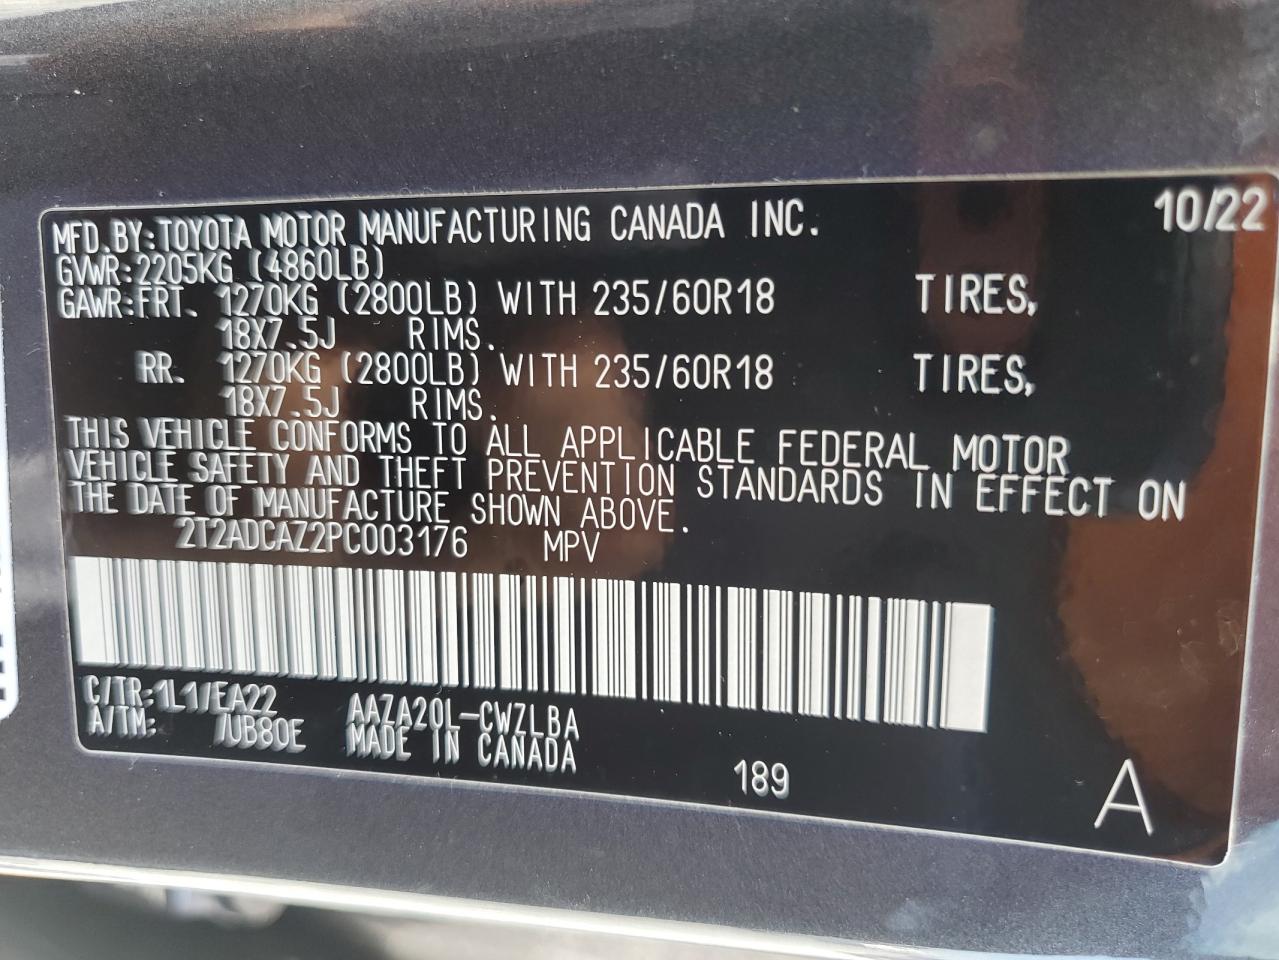 MFD.BY:TOYOTA MOTOR MANUFACTURING CANADA INC. 10/22
GVWR:2205KG (4860LB)
GAWR:FRT. 1270KG (2800LB) WITH 235/60R18 TIRES,
18X7.5J RIMS.
RR. 1270KG (2800LB) WITH 235/60R18 TIRES,
18X7.5J RIMS.
THIS VEHICLE CONFORMS TO ALL APPLICABLE FEDERAL MOTOR
VEHICLE SAFETY AND THEFT PREVENTION STANDARDS IN EFFECT ON
THE DATE OF MANUFACTURE SHOWN ABOVE.
2T2ADCAZ2PC003176 MPV
C/TR:1L1/EA22 AAZA20L-CWZLBA
A/TM: /UB80E MADE IN CANADA
189 A